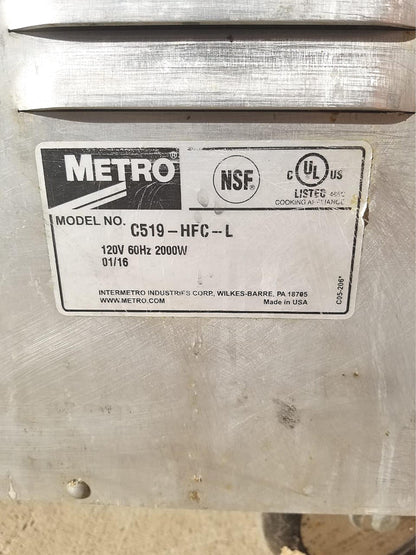 METRO®
NSF®
C UL® US
LISTED
COOKING APPLIANCE
MODEL NO. C519-HFC-L
120V 60Hz 2000W
01/16
INTERMETRO INDUSTRIES CORP, WILKES-BARRE, PA 18705
WWW.METRO.COM Made in USA
C05-206*